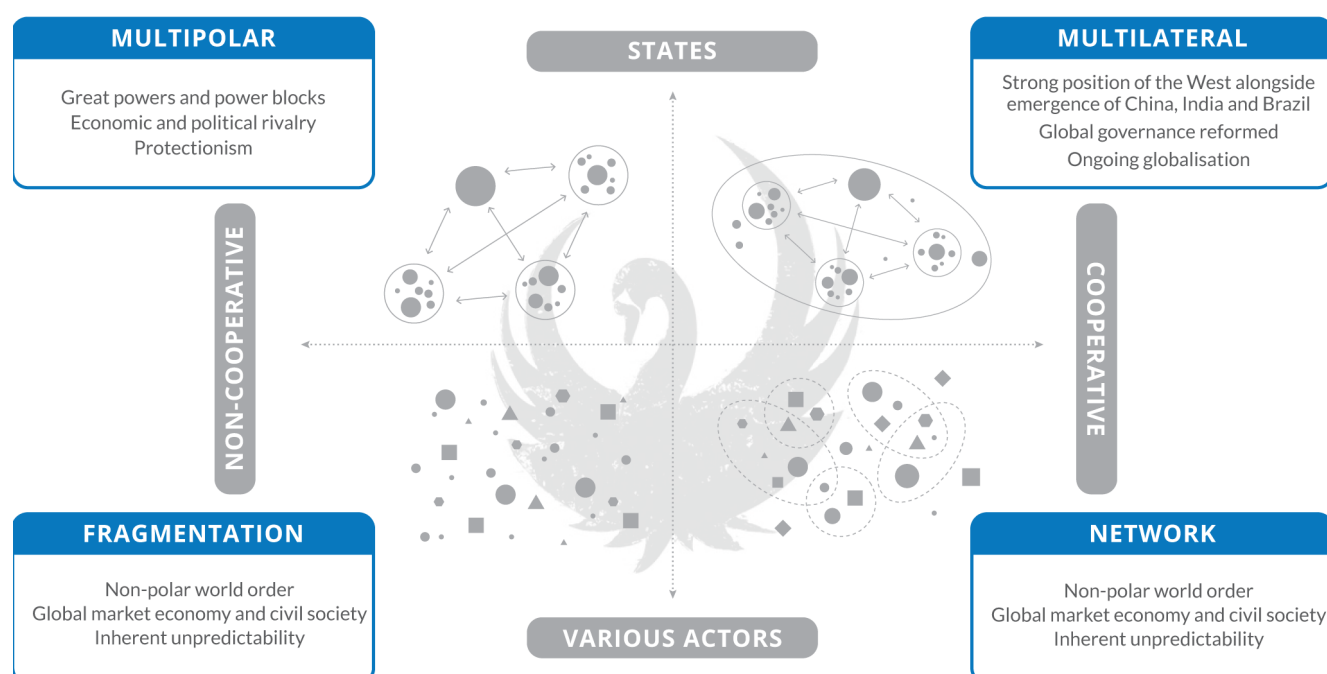 MULTIPOLAR
Great powers and power blocks
Economic and political rivalry
Protectionism
STATES
MULTILATERAL
Strong position of the West alongside
emergence of China, India and Brazil
Global governance reformed
Ongoing globalisation
NON-COOPERATIVE
COOPERATIVE
FRAGMENTATION
Non-polar world order
Global market economy and civil society
Inherent unpredictability
VARIOUS ACTORS
NETWORK
Non-polar world order
Global market economy and civil society
Inherent unpredictability